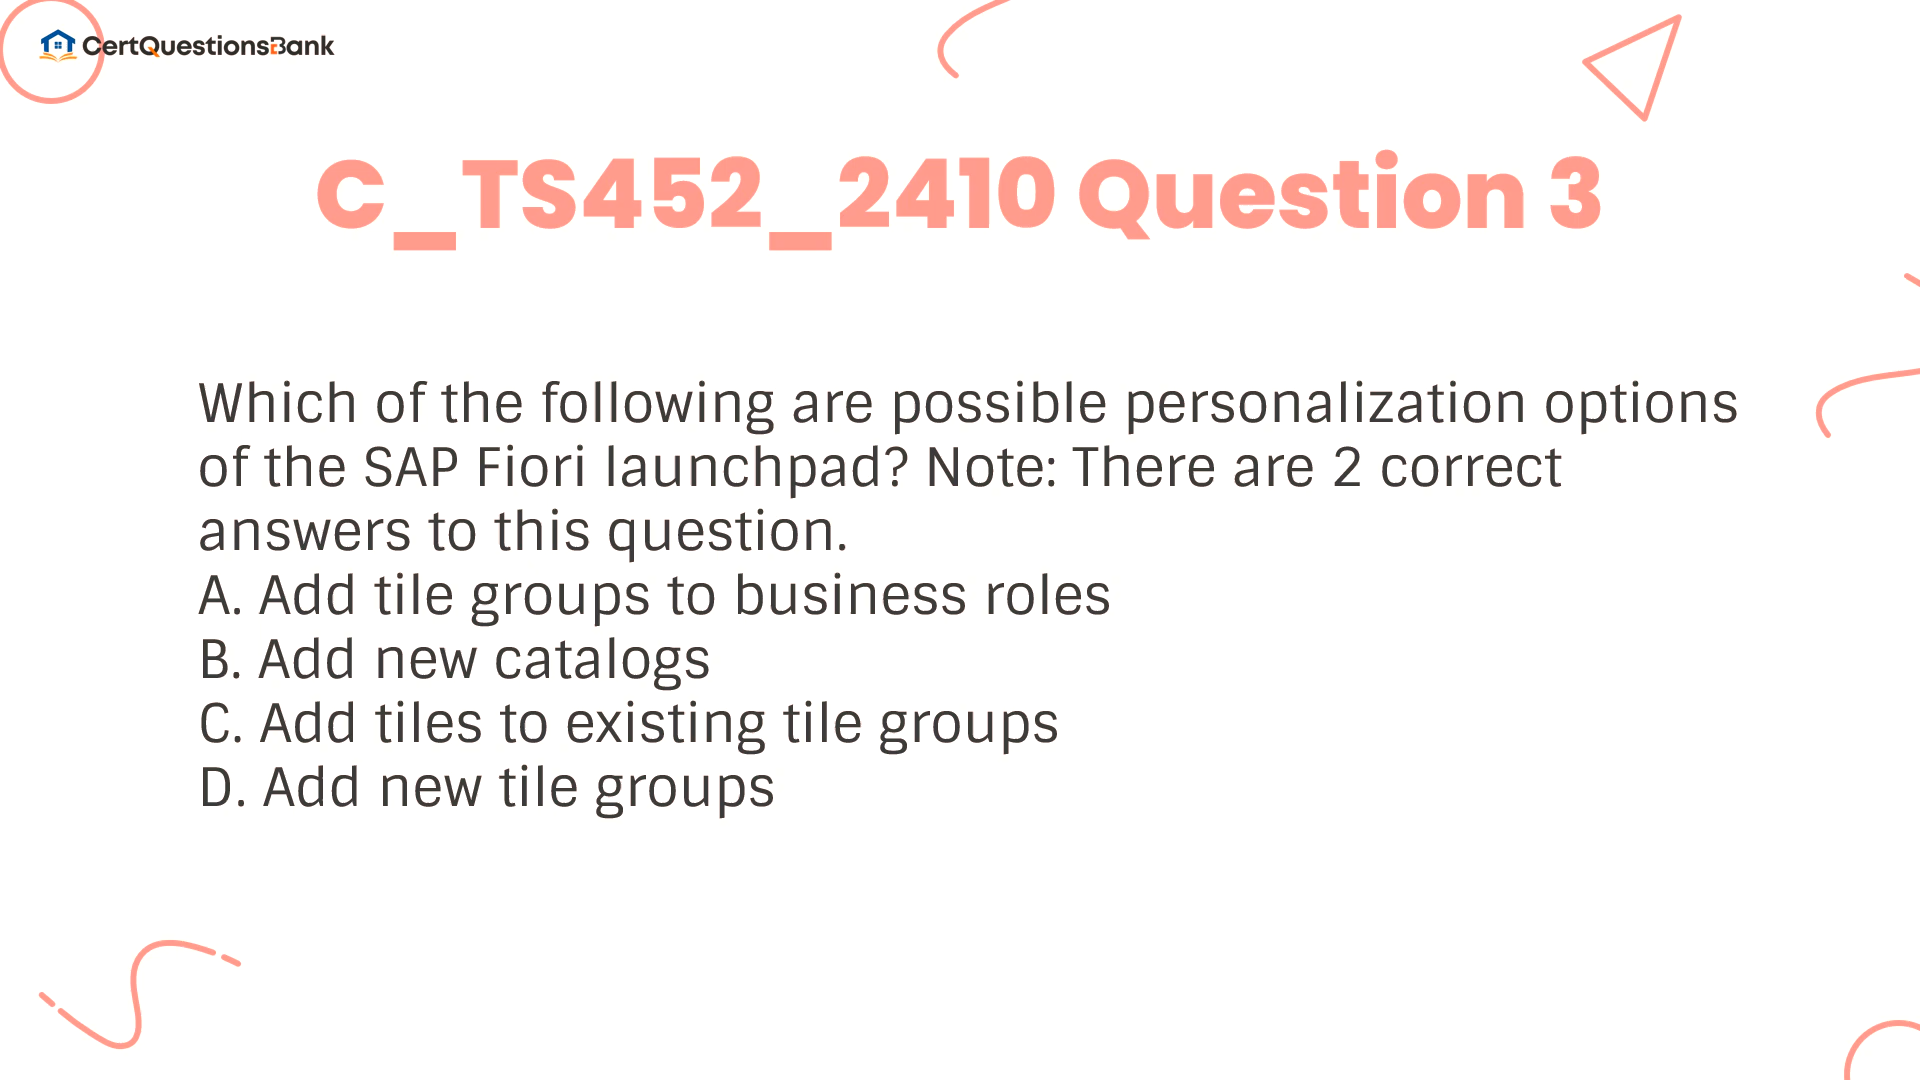 CertQuestionsBank
C_TS452_2410 Question 3
Which of the following are possible personalization options
of the SAP Fiori launchpad? Note: There are 2 correct
answers to this question.
A. Add tile groups to business roles
B. Add new catalogs
C. Add tiles to existing tile groups
D. Add new tile groups